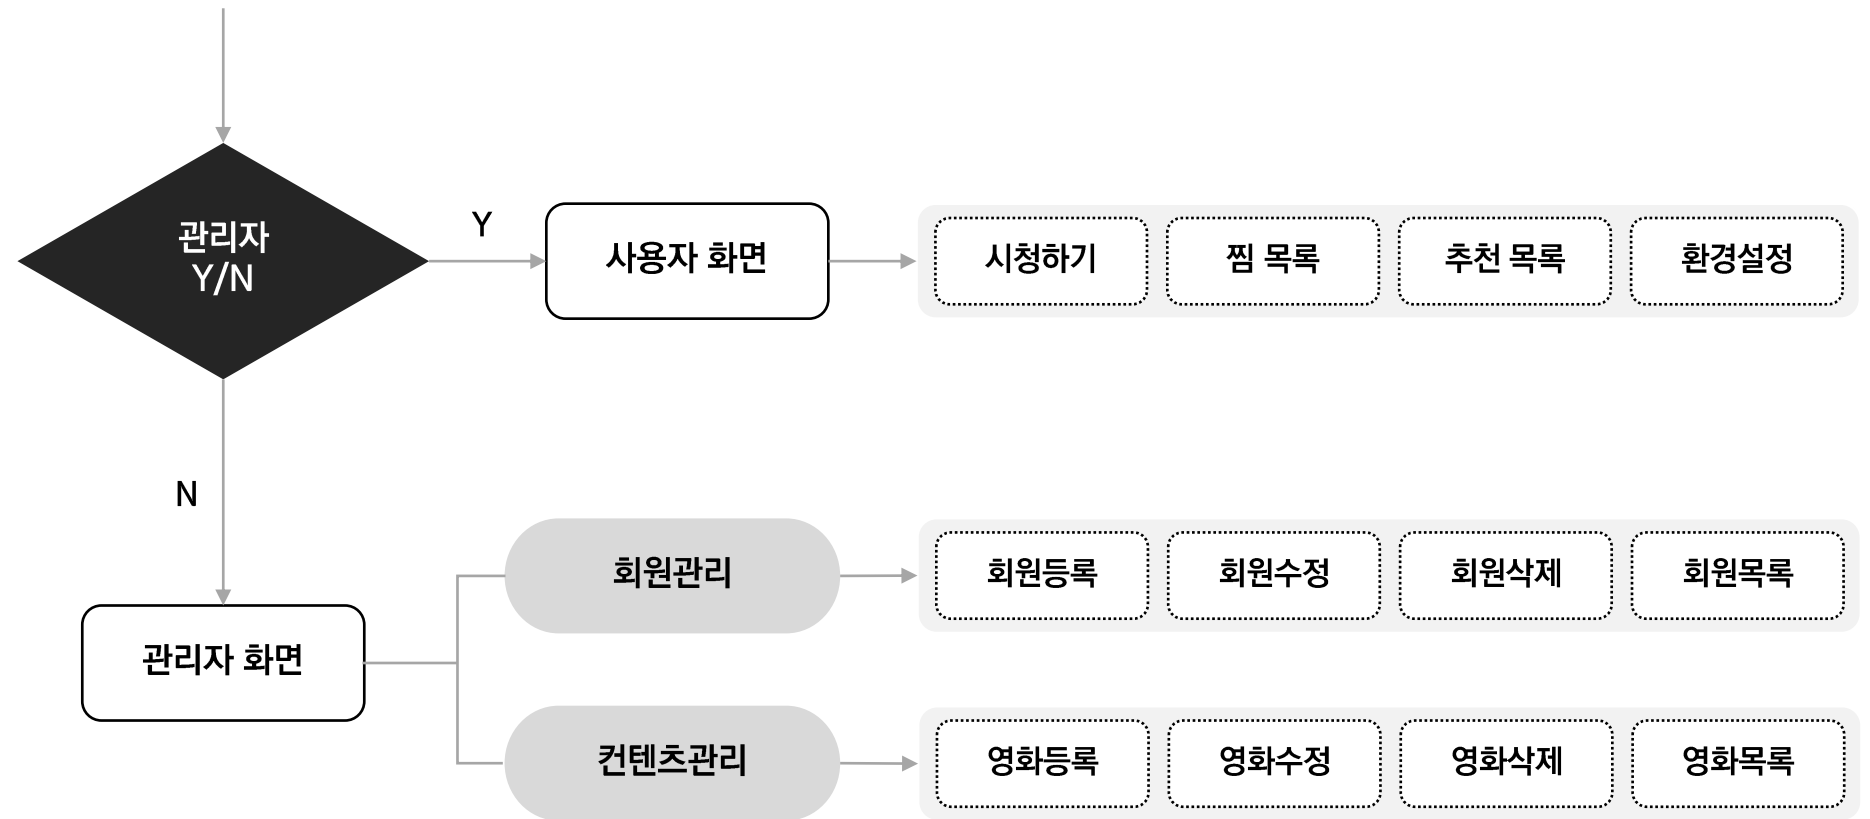 관리자
Y/N
Y
사용자 화면
시청하기
찜 목록
추천 목록
환경설정
N
관리자 화면
회원관리
회원등록
회원수정
회원삭제
회원목록
컨텐츠관리
영화등록
영화수정
영화삭제
영화목록